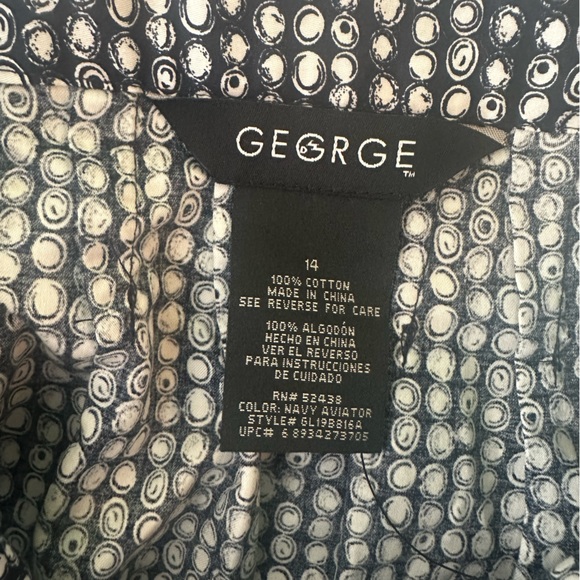 GEORGE
TM
14
100% COTTON
MADE IN CHINA
SEE REVERSE FOR CARE
100% ALGODÓN
HECHO EN CHINA
VER EL REVERSO
PARA INSTRUCCIONES
DE CUIDADO
RN# 52438
COLOR: NAVY AVIATOR
STYLE# GL19B816A
UPC# 6 8934273705